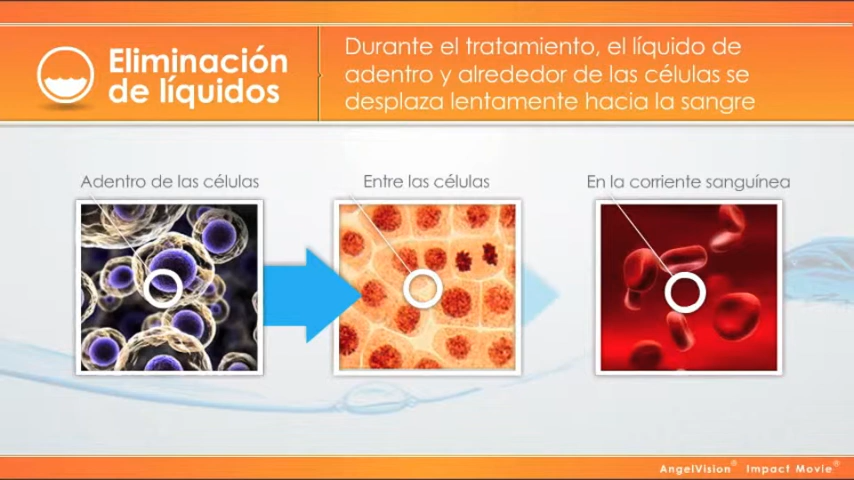 Eliminación
de líquidos
Durante el tratamiento, el líquido de
adentro y alrededor de las células se
desplaza lentamente hacia la sangre
Adentro de las células
Entre las células
En la corriente sanguínea
AngelVision® Impact Movie®